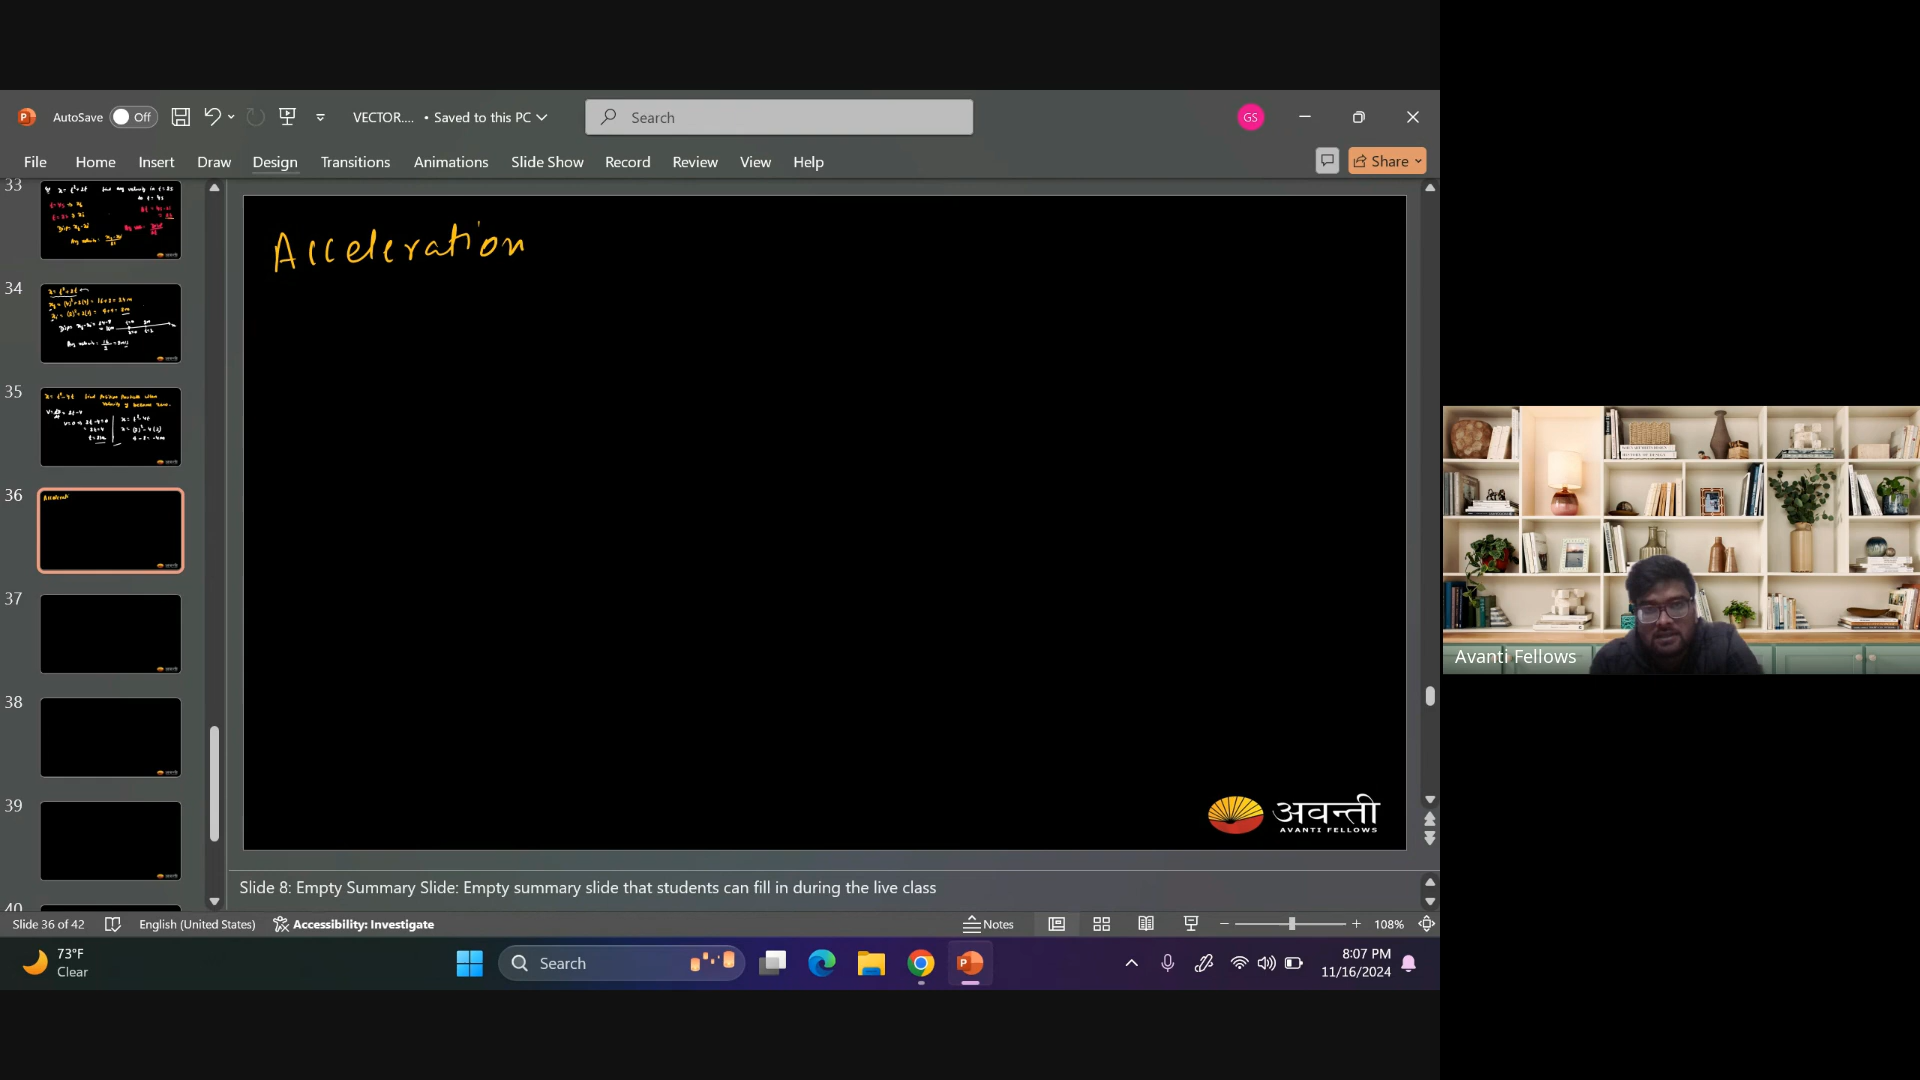 AutoSave Off VECTOR.... • Saved to this PC Search GS
File Home Insert Draw Design Transitions Animations Slide Show Record Review View Help Share
33
34
35
36
37
38
39
40
Acceleration
अवन्ती
AVANTI FELLOWS
Avanti Fellows
Slide 8: Empty Summary Slide: Empty summary slide that students can fill in during the live class
Slide 36 of 42 English (United States) Accessibility: Investigate Notes 108%
73°F
Clear
Search
8:07 PM
11/16/2024